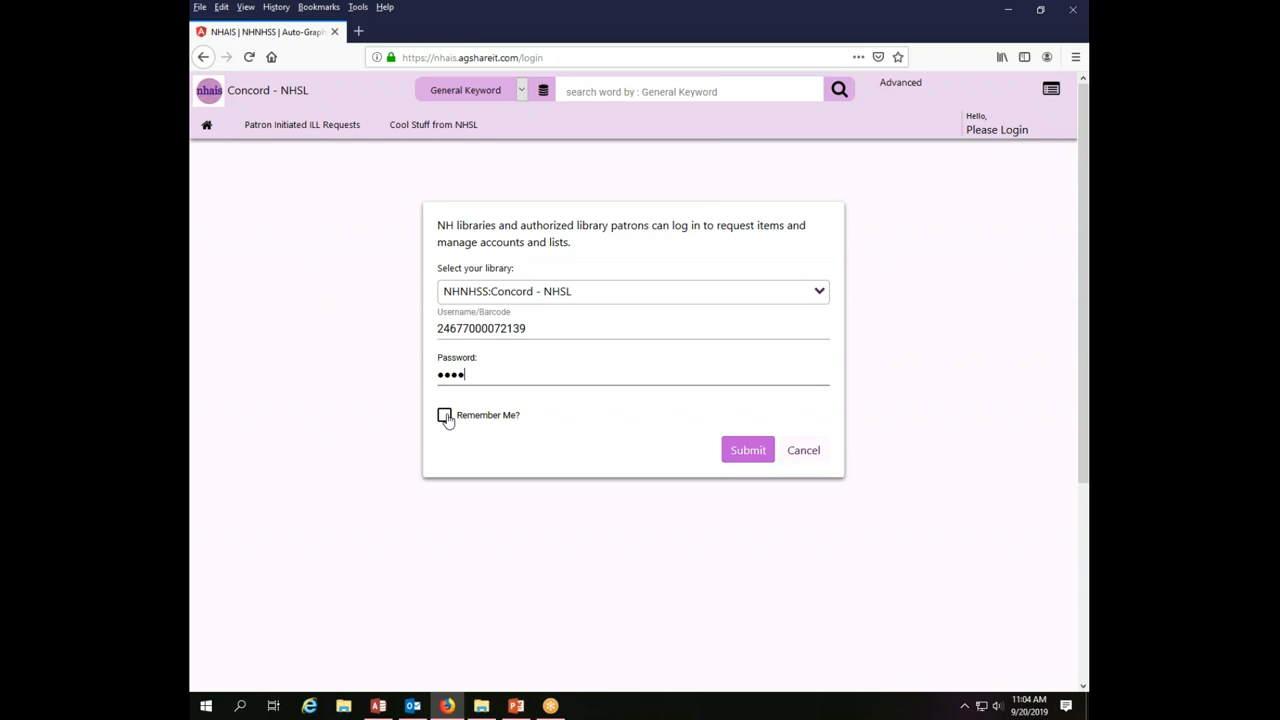 File Edit View History Bookmarks Tools Help
NHAIS | NHNHSS | Auto-Graph
https://nhais.agshareit.com/login
nhais Concord - NHSL General Keyword search word by : General Keyword Advanced
Patron Initiated ILL Requests Cool Stuff from NHSL Hello,
Please Login
NH libraries and authorized library patrons can log in to request items and
manage accounts and lists.
Select your library:
NHNHSS:Concord - NHSL
Username/Barcode
24677000072139
Password:
••••
Remember Me?
Submit Cancel
11:04 AM
9/20/2019